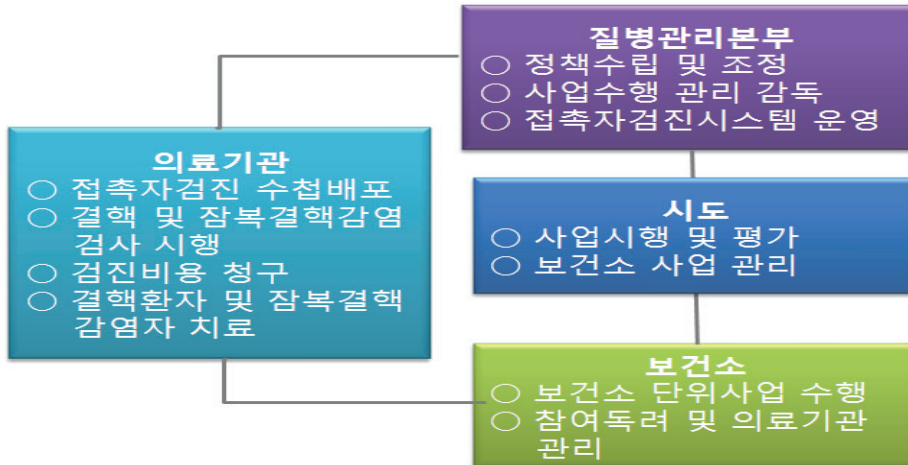 질병관리본부
○ 정책수립 및 조정
○ 사업수행 관리 감독
○ 접촉자검진시스템 운영
의료기관
○ 접촉자검진 수첩배포
○ 결핵 및 잠복결핵감염
검사 시행
○ 검진비용 청구
○ 결핵환자 및 잠복결핵
감염자 치료
시도
○ 사업시행 및 평가
○ 보건소 사업 관리
보건소
○ 보건소 단위사업 수행
○ 참여독려 및 의료기관
관리